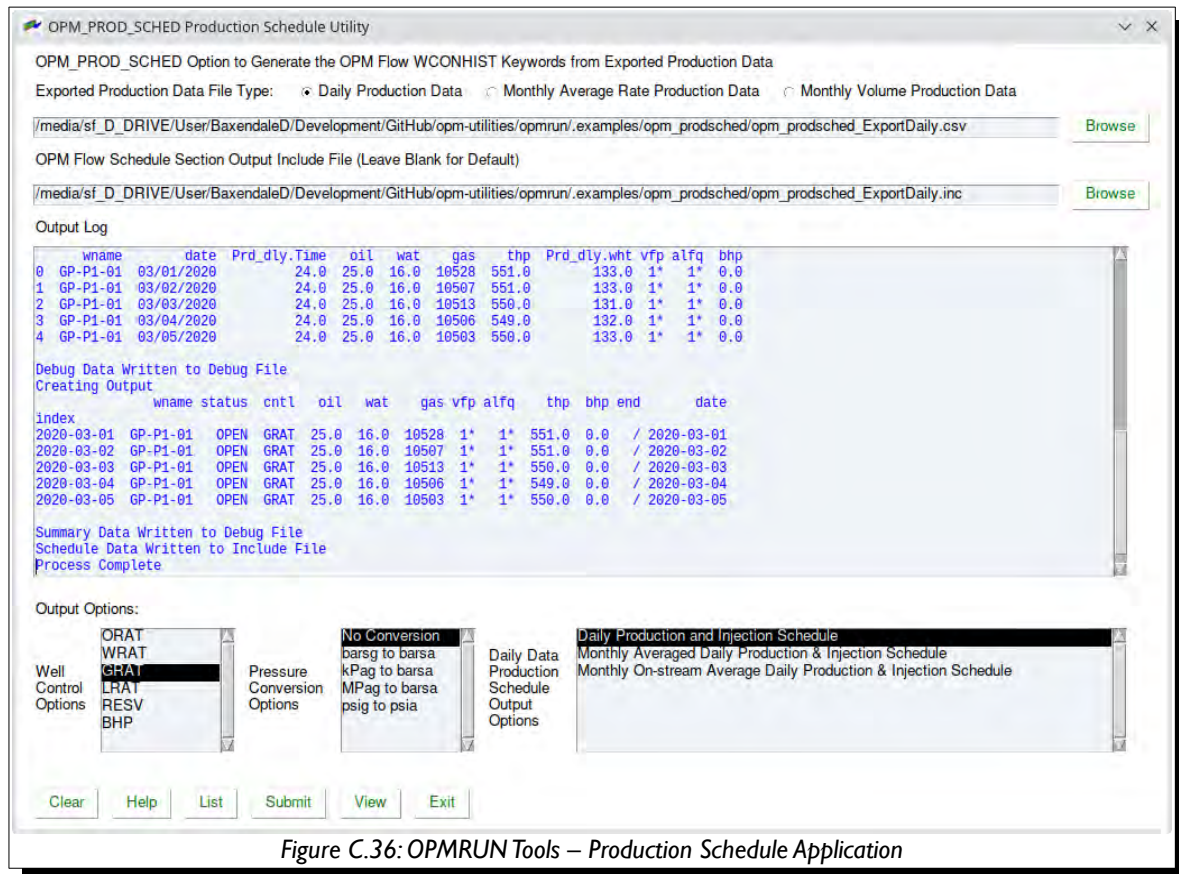 OPM_PROD_SCHED Production Schedule Utility
OPM_PROD_SCHED Option to Generate the OPM Flow WCONHIST Keywords from Exported Production Data
Exported Production Data File Type: Daily Production Data Monthly Average Rate Production Data Monthly Volume Production Data
/media/sf_D_DRIVE/User/BaxendaleD/Development/GitHub/opm-utilities/opmrun/.examples/opm_prodsched/opm_prodsched_ExportDaily.csv Browse
OPM Flow Schedule Section Output Include File (Leave Blank for Default)
/media/sf_D_DRIVE/User/BaxendaleD/Development/GitHub/opm-utilities/opmrun/.examples/opm_prodsched/opm_prodsched_ExportDaily.inc Browse
Output Log
wname date Prd_dly.Time oil wat gas thp Prd_dly.wht vfp alfq bhp
0 GP-P1-01 03/01/2020 24.0 25.0 16.0 10528 551.0 133.0 1* 1* 0.0
1 GP-P1-01 03/02/2020 24.0 25.0 16.0 10507 551.0 133.0 1* 1* 0.0
2 GP-P1-01 03/03/2020 24.0 25.0 16.0 10513 550.0 131.0 1* 1* 0.0
3 GP-P1-01 03/04/2020 24.0 25.0 16.0 10506 549.0 132.0 1* 1* 0.0
4 GP-P1-01 03/05/2020 24.0 25.0 16.0 10503 550.0 133.0 1* 1* 0.0
Debug Data Written to Debug File
Creating Output
wname status cntl oil wat gas vfp alfq thp bhp end date
index
2020-03-01 GP-P1-01 OPEN GRAT 25.0 16.0 10528 1* 1* 551.0 0.0 / 2020-03-01
2020-03-02 GP-P1-01 OPEN GRAT 25.0 16.0 10507 1* 1* 551.0 0.0 / 2020-03-02
2020-03-03 GP-P1-01 OPEN GRAT 25.0 16.0 10513 1* 1* 550.0 0.0 / 2020-03-03
2020-03-04 GP-P1-01 OPEN GRAT 25.0 16.0 10506 1* 1* 549.0 0.0 / 2020-03-04
2020-03-05 GP-P1-01 OPEN GRAT 25.0 16.0 10503 1* 1* 550.0 0.0 / 2020-03-05
Summary Data Written to Debug File
Schedule Data Written to Include File
Process Complete
Output Options:
Well
Control
Options
ORAT
WRAT
GRAT
LRAT
RESV
BHP
Pressure
Conversion
Options
No Conversion
barsg to barsa
kPag to barsa
MPag to barsa
psig to psia
Daily Data
Production
Schedule
Output
Options
Daily Production and Injection Schedule
Monthly Averaged Daily Production & Injection Schedule
Monthly On-stream Average Daily Production & Injection Schedule
Clear Help List Submit View Exit
Figure C.36: OPMRUN Tools – Production Schedule Application